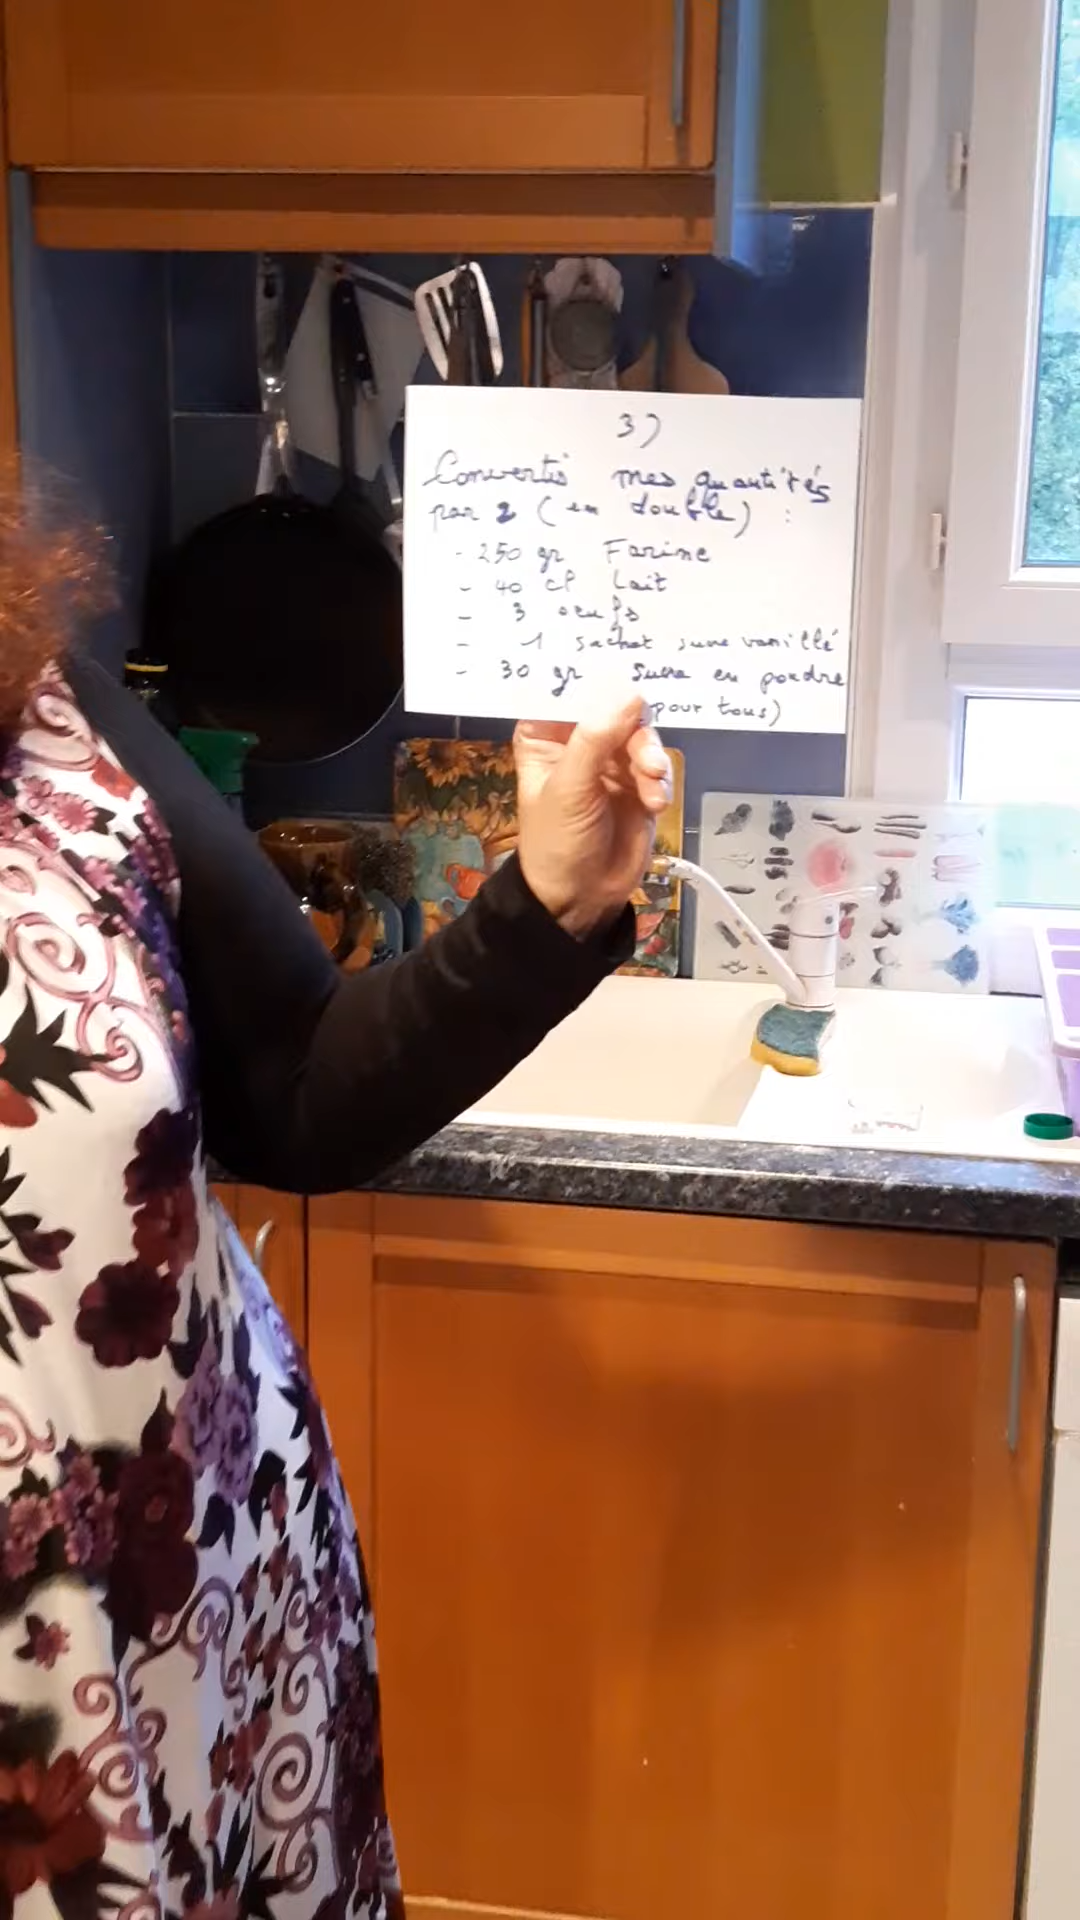 3)
Convertis mes quantités
par 2 (en double) :
- 250 gr Farine
- 40 cl Lait
- 3 oeufs
- 1 sachet sucre vanillé
- 30 gr Sucre en poudre
(pour tous)